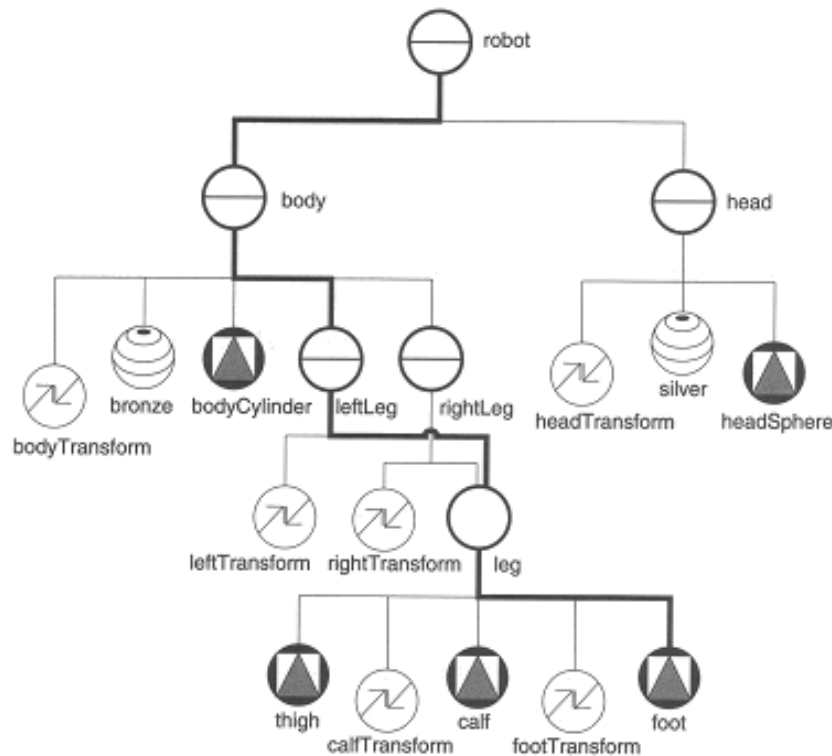 robot
body
head
bronze
bodyCylinder
leftLeg
rightLeg
silver
bodyTransform
headTransform
headSphere
leftTransform
rightTransform
leg
thigh
calf
foot
calfTransform
footTransform